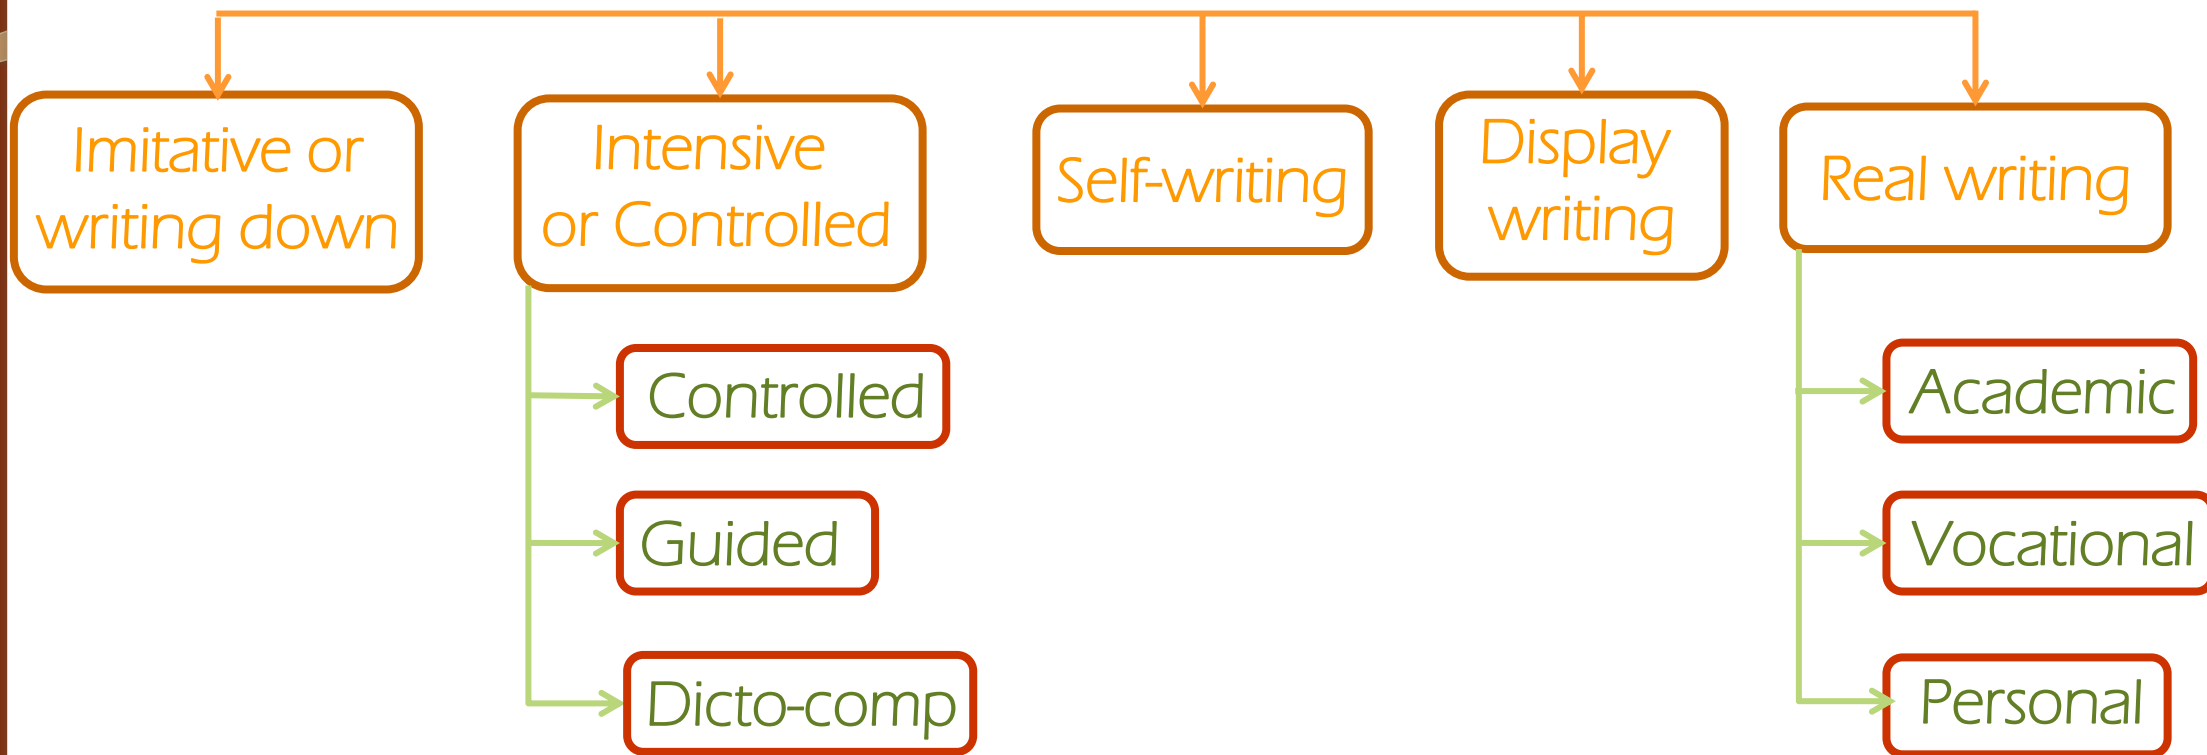 Imitative or
writing down
Intensive
or Controlled
Self-writing
Display
writing
Real writing
Controlled
Guided
Dicto-comp
Academic
Vocational
Personal